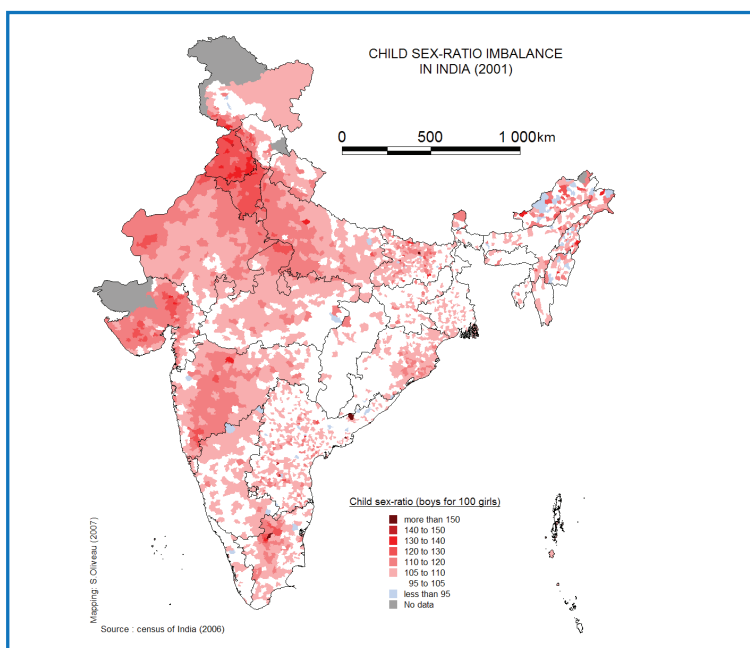 CHILD SEX-RATIO IMBALANCE
IN INDIA (2001)
0 500 1 000km
Child sex-ratio (boys for 100 girls)
more than 150
140 to 150
130 to 140
120 to 130
110 to 120
105 to 110
95 to 105
less than 95
No data
Mapping: S.Oliveau (2007)
Source : census of India (2006)